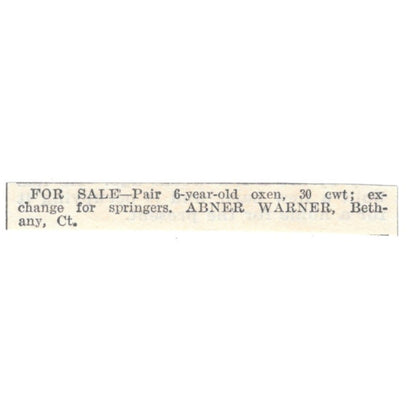 FOR SALE—Pair 6-year-old oxen, 30 cwt; ex-
change for springers. ABNER WARNER, Beth-
any, Ct.